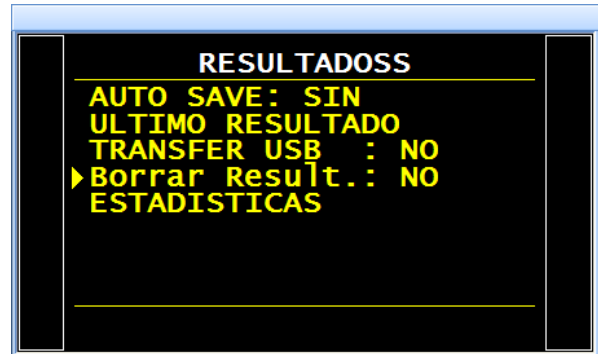 RESULTADOSS
AUTO SAVE: SIN
ULTIMO RESULTADO
TRANSFER USB  : NO
Borrar Result.: NO
ESTADISTICAS